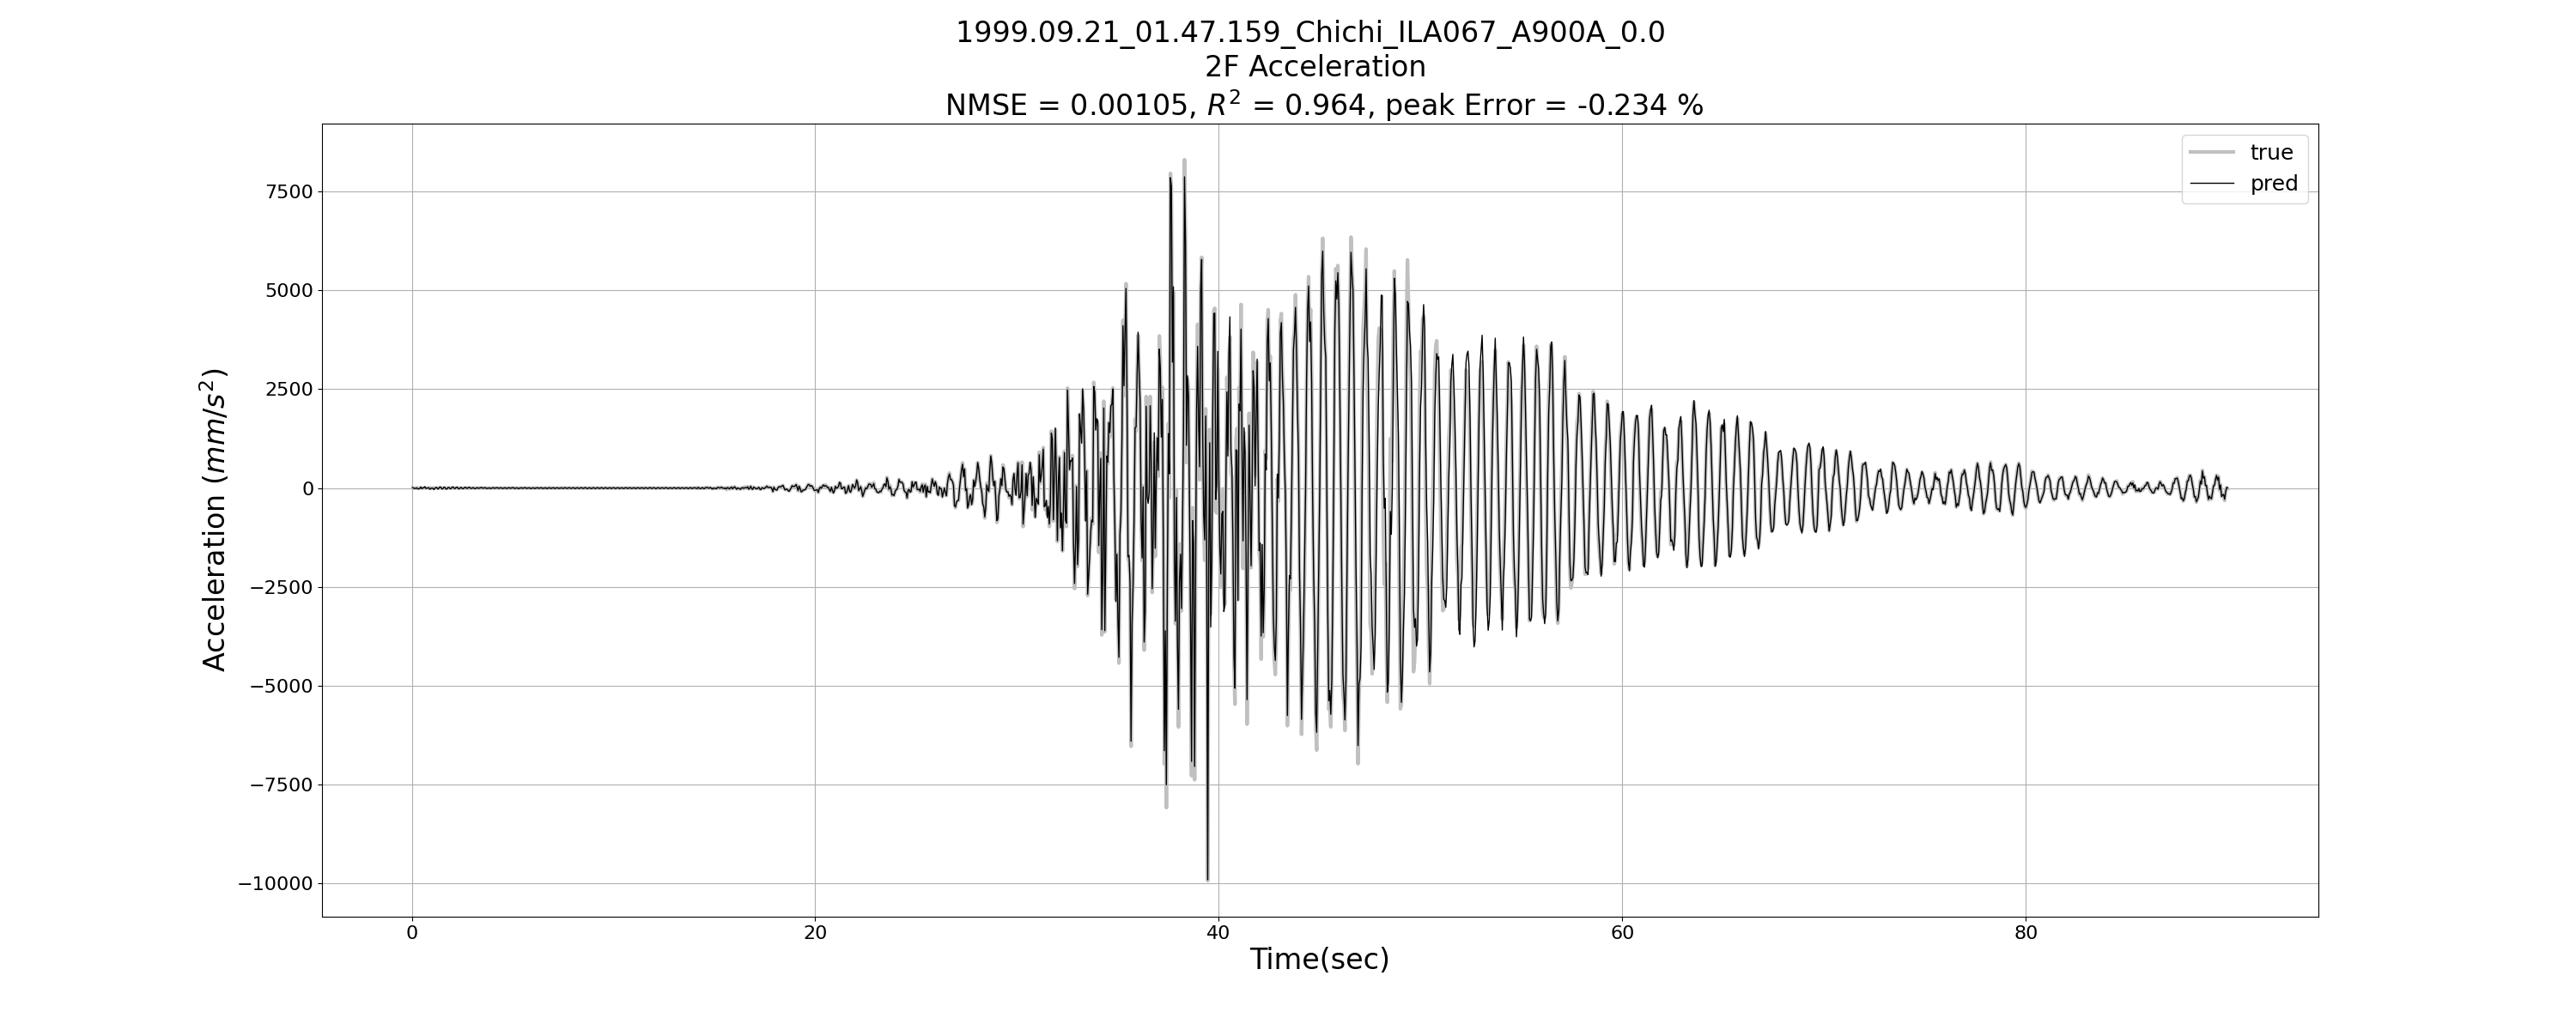 1999.09.21_01.47.159_Chichi_ILA067_A900A_0.0
2F Acceleration
NMSE = 0.00105, R² = 0.964, peak Error = -0.234 %
true
pred
7500
5000
2500
0
−2500
−5000
−7500
−10000
Acceleration (mm/s²)
0 20 40 60 80
Time(sec)